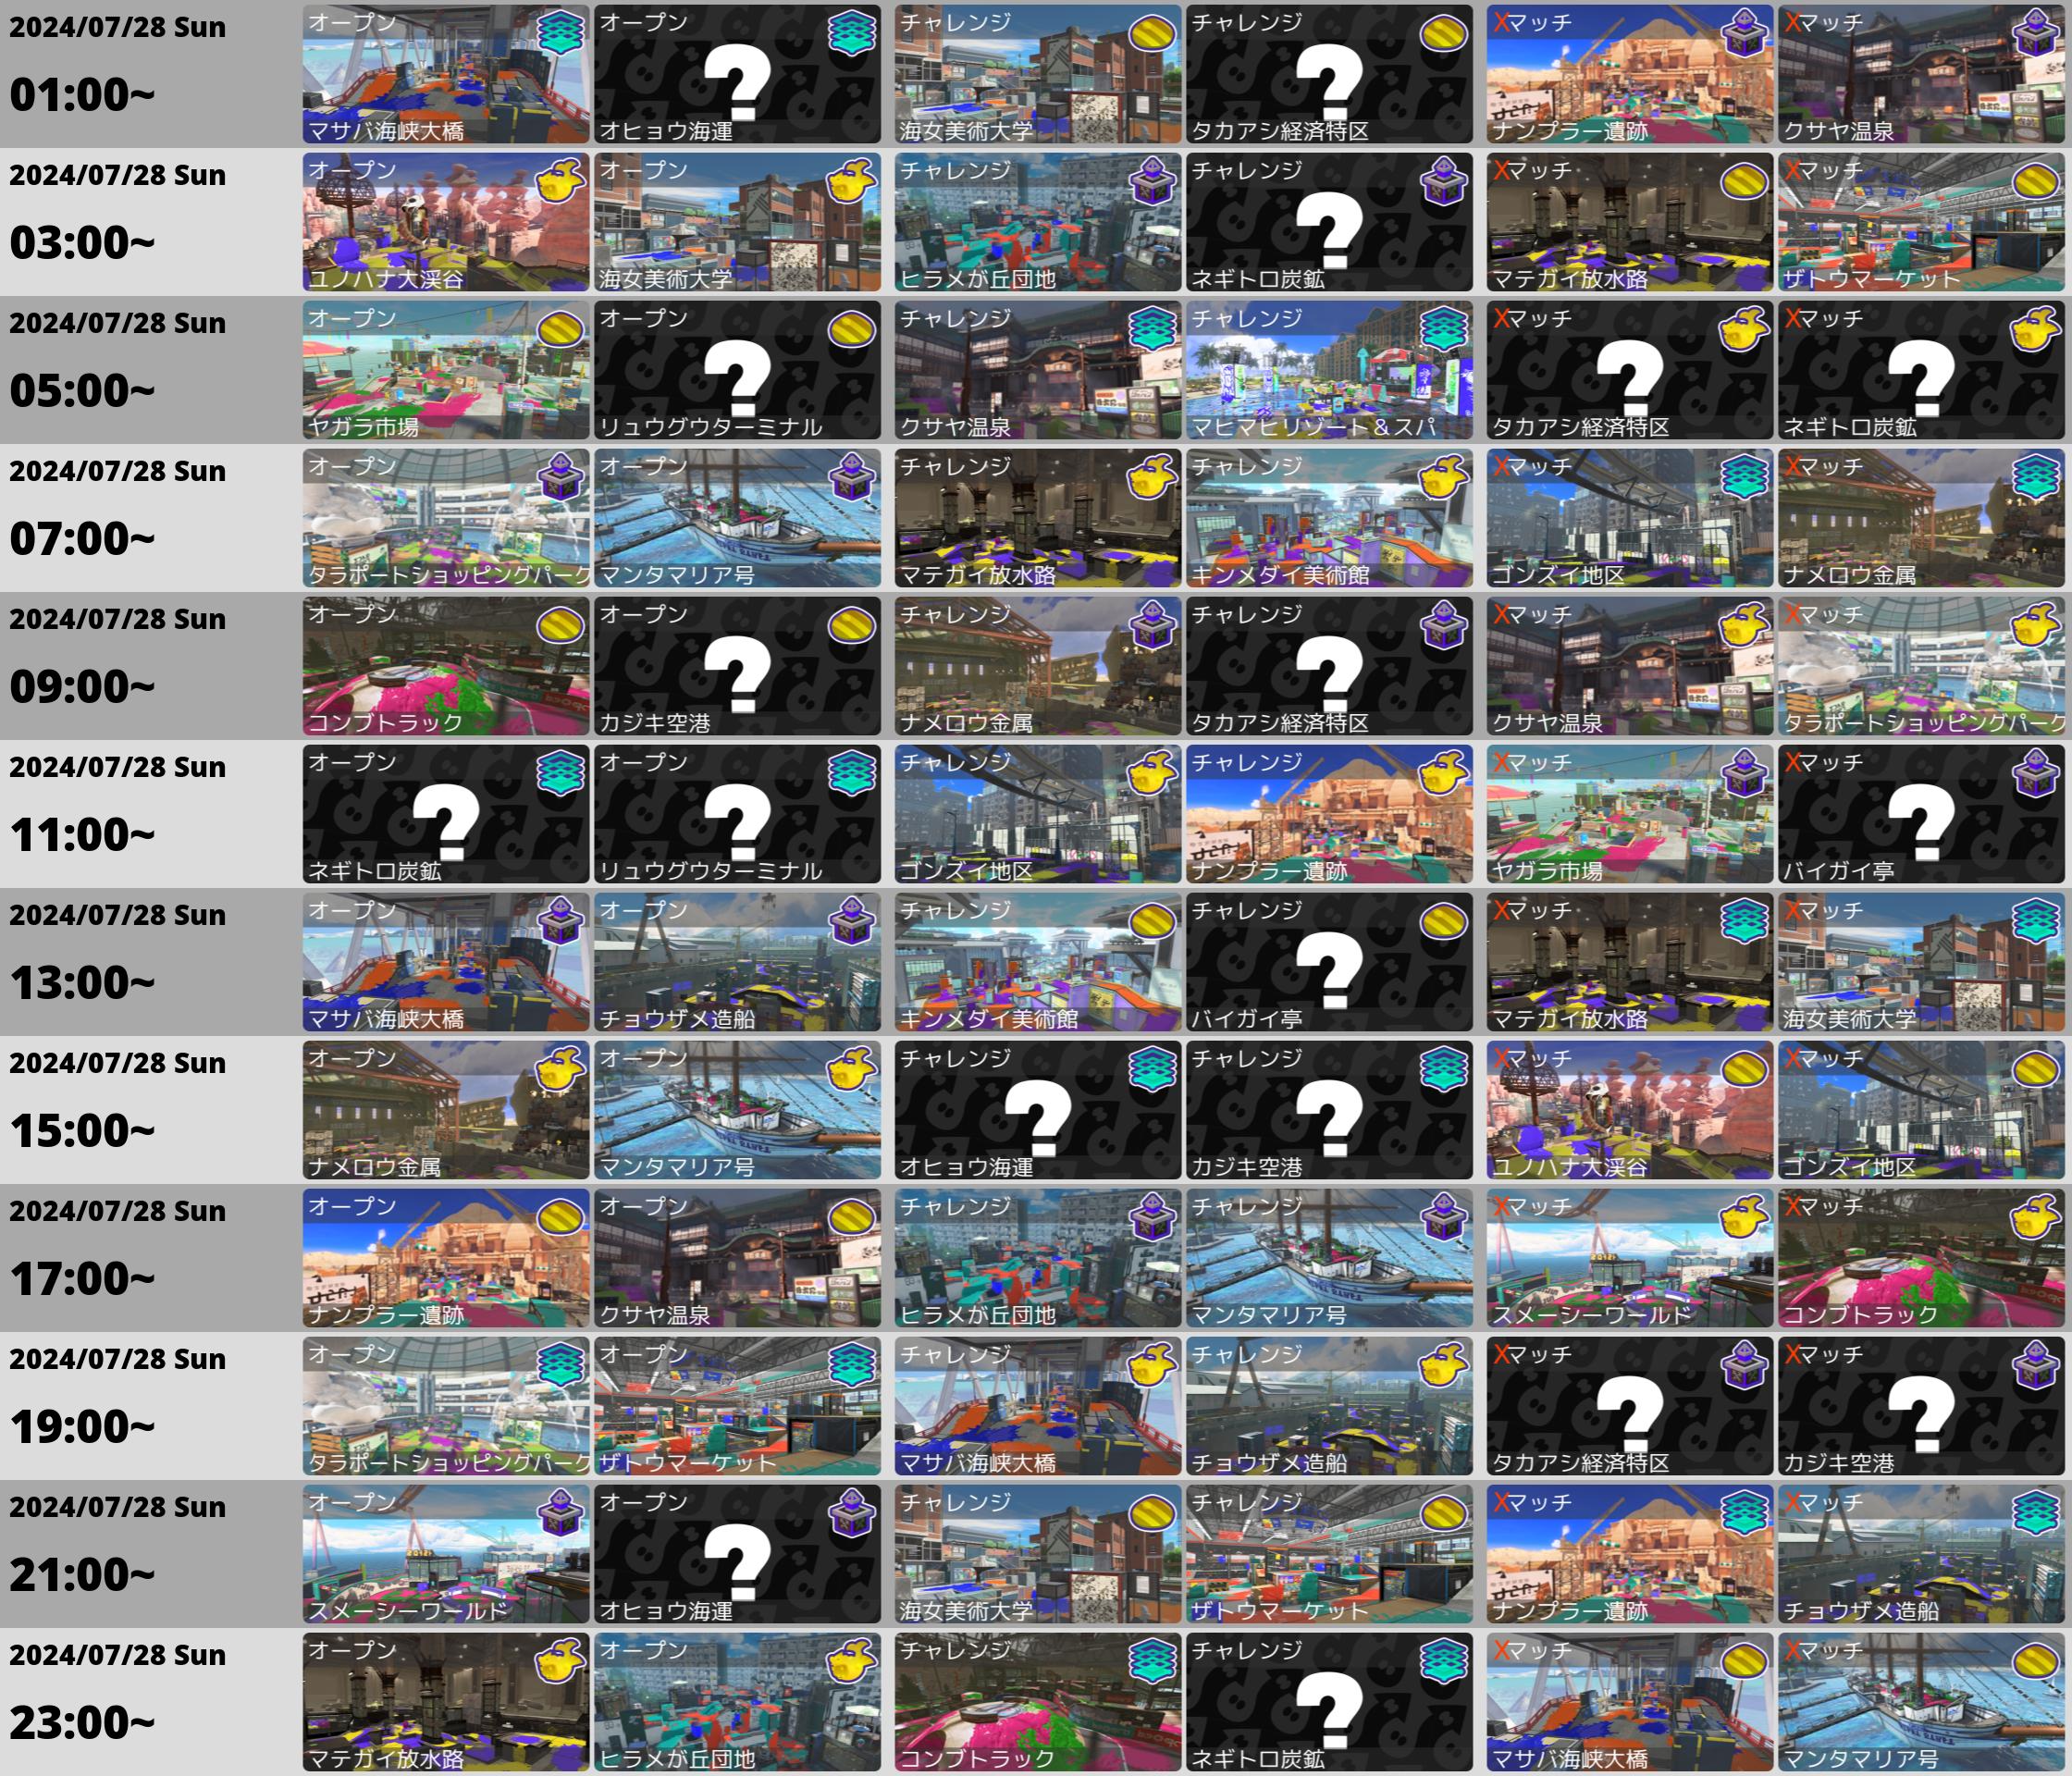 2024/07/28 Sun
01:00~
オープン
マサバ海峡大橋
オープン
オヒョウ海運
チャレンジ
海女美術大学
チャレンジ
タカアシ経済特区
Xマッチ
ナンプラー遺跡
Xマッチ
クサヤ温泉
2024/07/28 Sun
03:00~
オープン
ユノハナ大渓谷
オープン
海女美術大学
チャレンジ
ヒラメが丘団地
チャレンジ
ネギトロ炭鉱
Xマッチ
マテガイ放水路
Xマッチ
ザトウマーケット
2024/07/28 Sun
05:00~
オープン
ヤガラ市場
オープン
リュウグウターミナル
チャレンジ
クサヤ温泉
チャレンジ
マヒマヒリゾート＆スパ
Xマッチ
タカアシ経済特区
Xマッチ
ネギトロ炭鉱
2024/07/28 Sun
07:00~
オープン
タラポートショッピングパーク
オープン
マンタマリア号
チャレンジ
マテガイ放水路
チャレンジ
キンメダイ美術館
Xマッチ
ゴンズイ地区
Xマッチ
ナメロウ金属
2024/07/28 Sun
09:00~
オープン
コンブトラック
オープン
カジキ空港
チャレンジ
ナメロウ金属
チャレンジ
タカアシ経済特区
Xマッチ
クサヤ温泉
Xマッチ
タラポートショッピングパーク
2024/07/28 Sun
11:00~
オープン
ネギトロ炭鉱
オープン
リュウグウターミナル
チャレンジ
ゴンズイ地区
チャレンジ
ナンプラー遺跡
Xマッチ
ヤガラ市場
Xマッチ
バイガイ亭
2024/07/28 Sun
13:00~
オープン
マサバ海峡大橋
オープン
チョウザメ造船
チャレンジ
キンメダイ美術館
チャレンジ
バイガイ亭
Xマッチ
マテガイ放水路
Xマッチ
海女美術大学
2024/07/28 Sun
15:00~
オープン
ナメロウ金属
オープン
マンタマリア号
チャレンジ
オヒョウ海運
チャレンジ
カジキ空港
Xマッチ
ユノハナ大渓谷
Xマッチ
ゴンズイ地区
2024/07/28 Sun
17:00~
オープン
ナンプラー遺跡
オープン
クサヤ温泉
チャレンジ
ヒラメが丘団地
チャレンジ
マンタマリア号
Xマッチ
スメーシーワールド
Xマッチ
コンブトラック
2024/07/28 Sun
19:00~
オープン
タラポートショッピングパーク
オープン
ザトウマーケット
チャレンジ
マサバ海峡大橋
チャレンジ
チョウザメ造船
Xマッチ
タカアシ経済特区
Xマッチ
カジキ空港
2024/07/28 Sun
21:00~
オープン
スメーシーワールド
オープン
オヒョウ海運
チャレンジ
海女美術大学
チャレンジ
ザトウマーケット
Xマッチ
ナンプラー遺跡
Xマッチ
チョウザメ造船
2024/07/28 Sun
23:00~
オープン
マテガイ放水路
オープン
ヒラメが丘団地
チャレンジ
コンブトラック
チャレンジ
ネギトロ炭鉱
Xマッチ
マサバ海峡大橋
Xマッチ
マンタマリア号